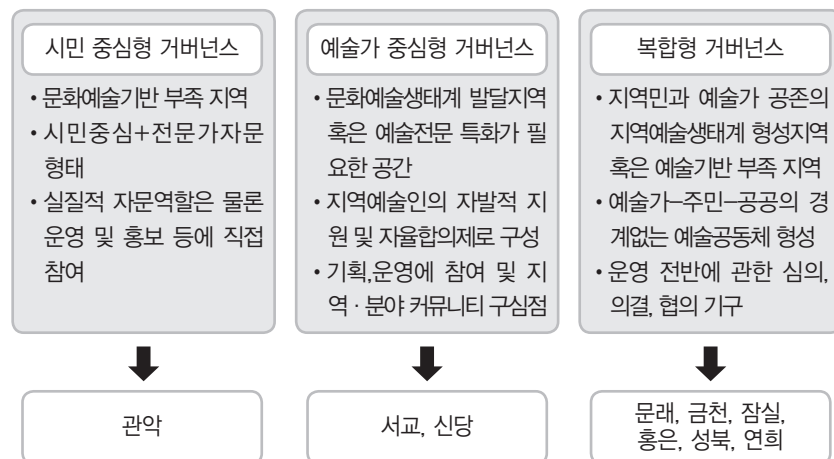 시민 중심형 거버넌스
• 문화예술기반 부족 지역
• 시민중심+전문가자문
형태
• 실질적 자문역할은 물론
운영 및 홍보 등에 직접
참여
관악
예술가 중심형 거버넌스
• 문화예술생태계 발달지역
혹은 예술전문 특화가 필
요한 공간
• 지역예술인의 자발적 지
원 및 자율합의제로 구성
• 기획,운영에 참여 및 지
역 · 분야 커뮤니티 구심점
서교, 신당
복합형 거버넌스
• 지역민과 예술가 공존의
지역예술생태계 형성지역
혹은 예술기반 부족 지역
• 예술가–주민–공공의 경
계없는 예술공동체 형성
• 운영 전반에 관한 심의,
의결, 협의 기구
문래, 금천, 잠실,
홍은, 성북, 연희